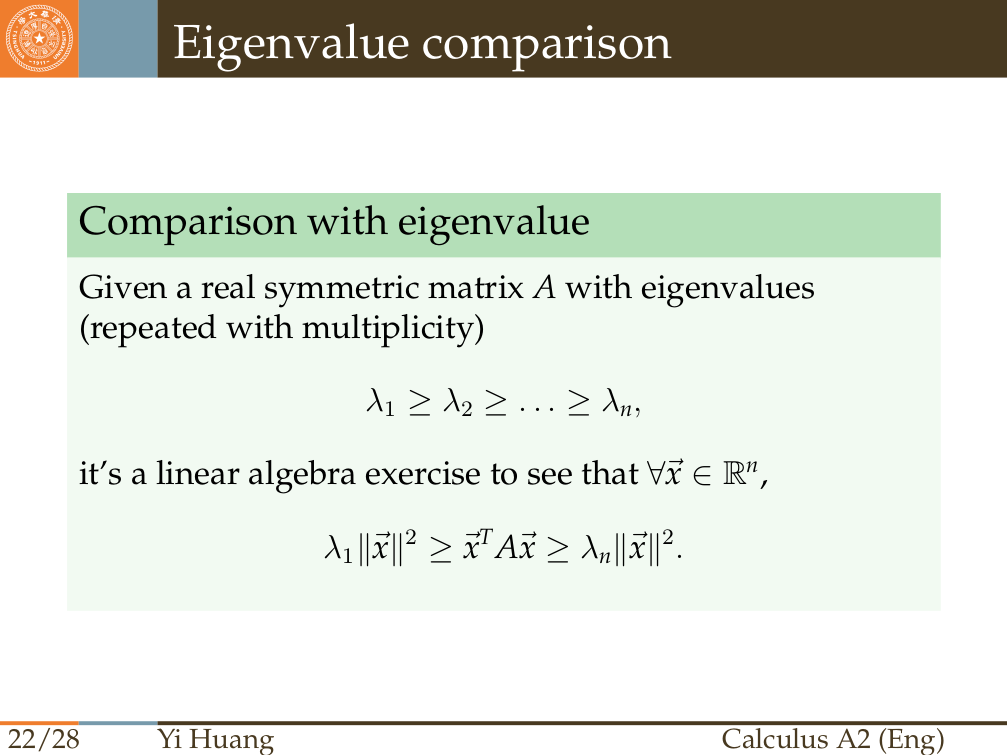 Eigenvalue comparison
Comparison with eigenvalue
Given a real symmetric matrix A with eigenvalues
(repeated with multiplicity)
λ₁ ≥ λ₂ ≥ … ≥ λₙ,
it’s a linear algebra exercise to see that ∀x⃗ ∈ ℝⁿ,
λ₁‖x⃗‖² ≥ x⃗ᵀAx⃗ ≥ λₙ‖x⃗‖².
22/28 Yi Huang Calculus A2 (Eng)